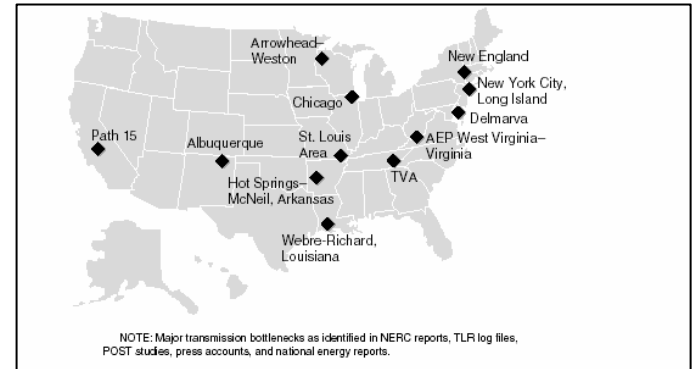 Arrowhead–
Weston
New England
New York City,
Long Island
Chicago
Delmarva
Path 15
Albuquerque
St. Louis
Area
AEP West Virginia–
Virginia
TVA
Hot Springs–
McNeil, Arkansas
Webre-Richard,
Louisiana
NOTE: Major transmission bottlenecks as identified in NERC reports, TLR log files,
POST studies, press accounts, and national energy reports.